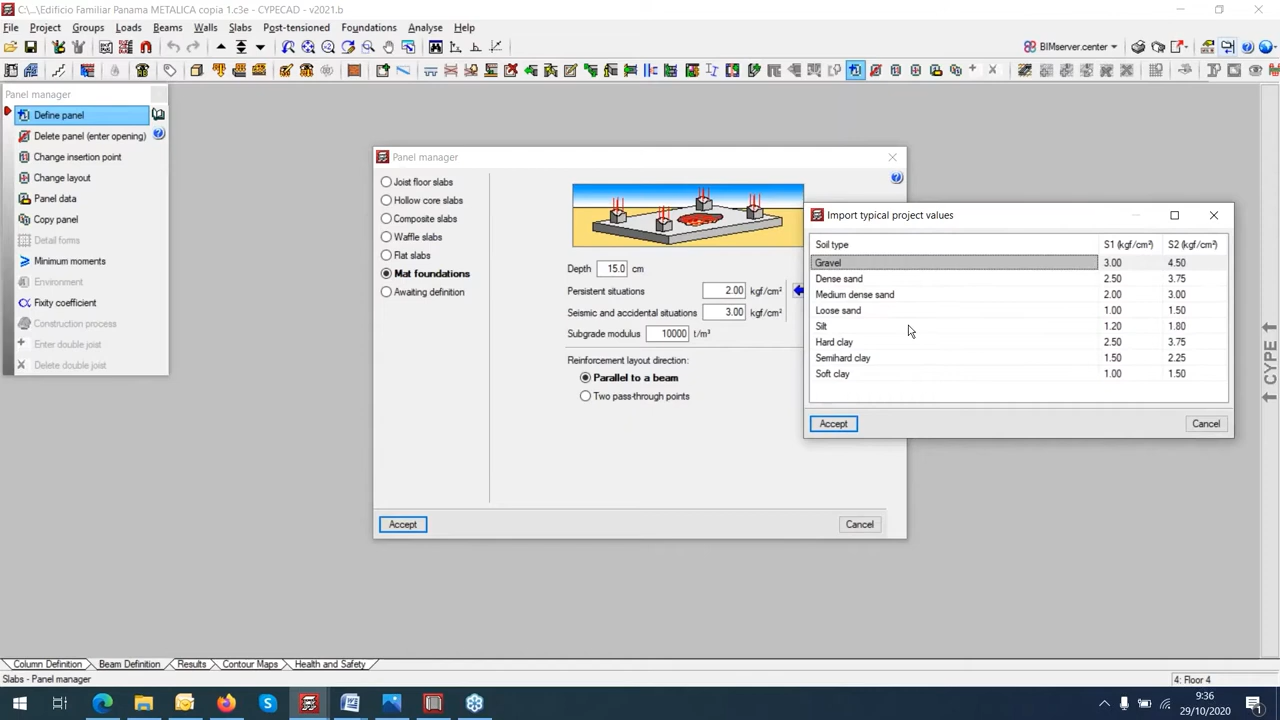 C:\...\Edificio Familiar Panama METALICA copia 1.c3e - CYPECAD - v2021.b
File Project Groups Loads Beams Walls Slabs Post-tensioned Foundations Analyse Help
BIMserver.center
Panel manager
Define panel
Delete panel (enter opening)
Change insertion point
Change layout
Panel data
Copy panel
Detail forms
Minimum moments
Environment
Fixity coefficient
Construction process
Enter double joist
Delete double joist
Panel manager
Joist floor slabs
Hollow core slabs
Composite slabs
Waffle slabs
Flat slabs
Mat foundations
Awaiting definition
Depth 15.0 cm
Persistent situations 2.00 kgf/cm²
Seismic and accidental situations 3.00 kgf/cm²
Subgrade modulus 10000 t/m³
Reinforcement layout direction:
Parallel to a beam
Two pass-through points
Accept Cancel
Import typical project values
Soil type S1 (kgf/cm²) S2 (kgf/cm²)
Gravel 3.00 4.50
Dense sand 2.50 3.75
Medium dense sand 2.00 3.00
Loose sand 1.00 1.50
Silt 1.20 1.80
Hard clay 2.50 3.75
Semihard clay 1.50 2.25
Soft clay 1.00 1.50
Accept Cancel
CYPE
Column Definition Beam Definition Results Contour Maps Health and Safety
Slabs - Panel manager 4: Floor 4
9:36
29/10/2020